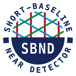 SHORT-BASELINE
SBND
NEAR DETECTOR